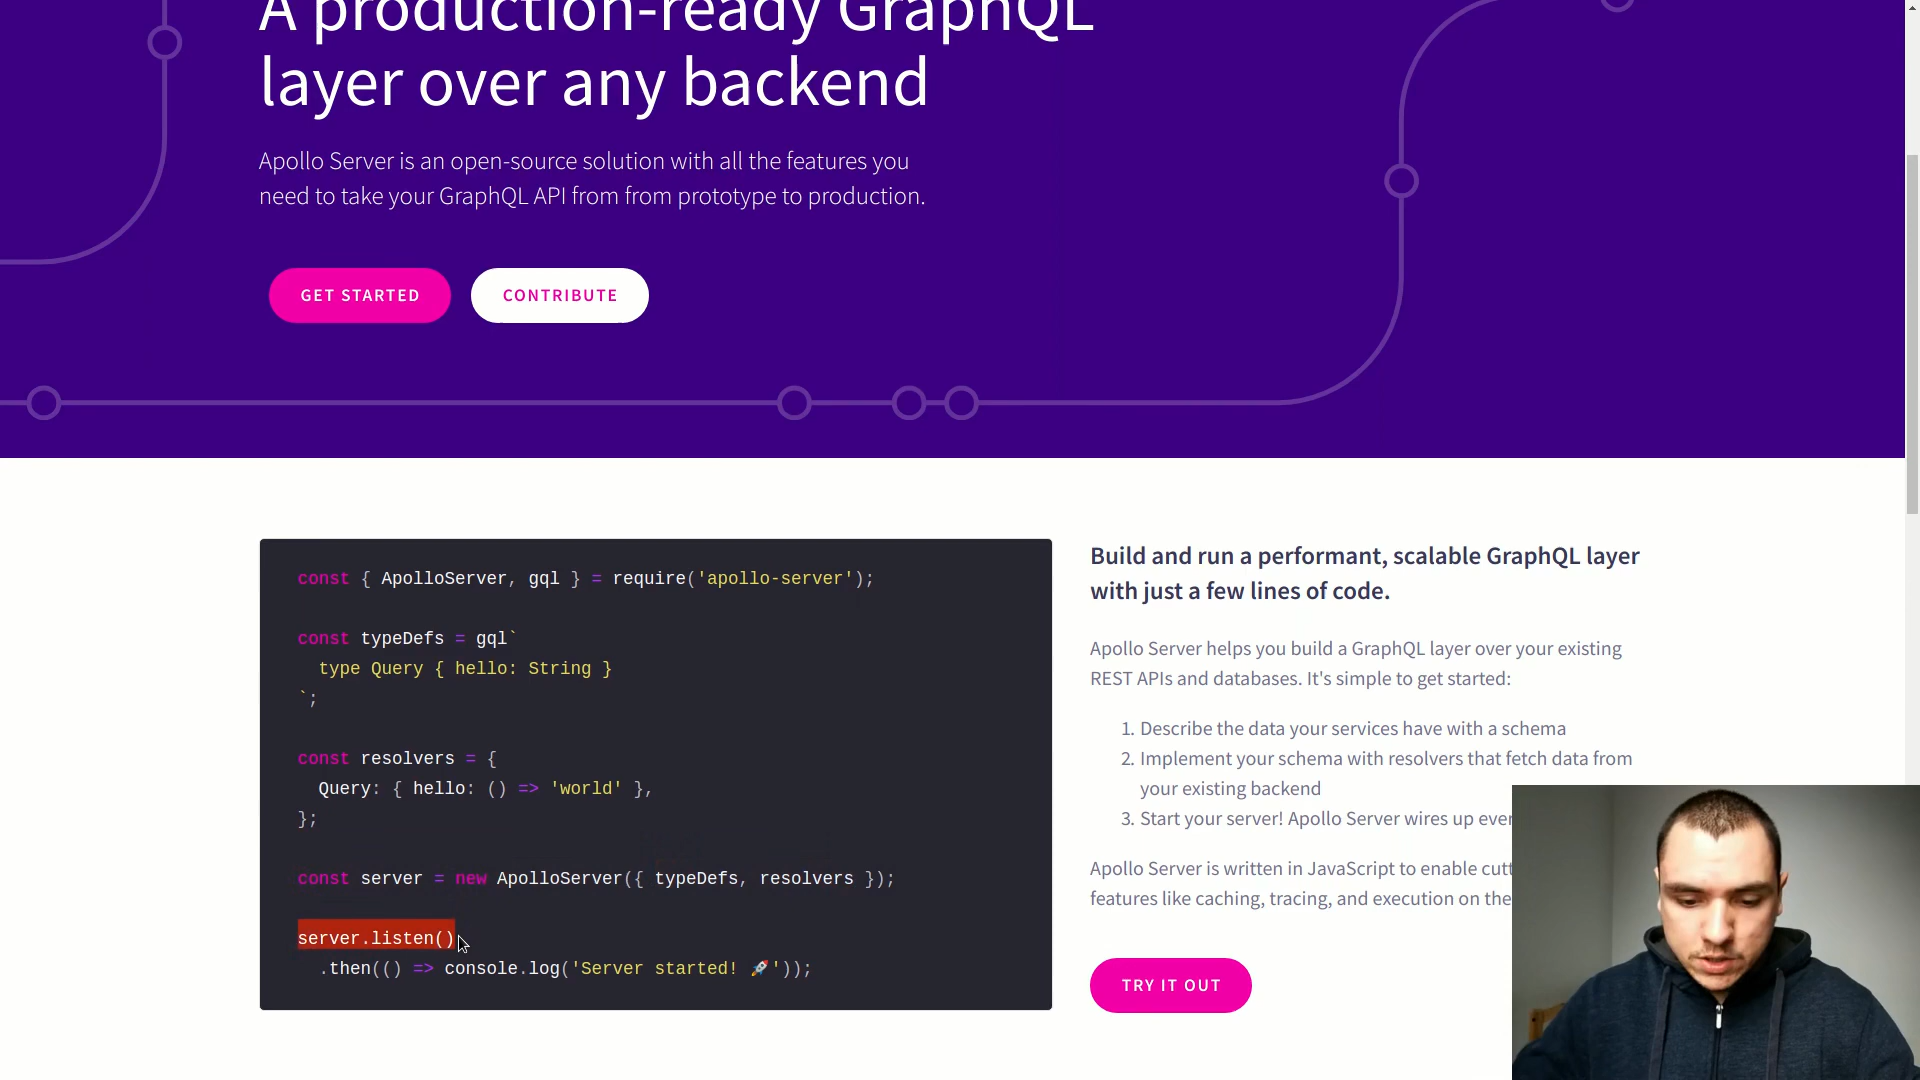 A production-ready GraphQL
layer over any backend
Apollo Server is an open-source solution with all the features you
need to take your GraphQL API from from prototype to production.
GET STARTED
CONTRIBUTE
const { ApolloServer, gql } = require('apollo-server');
const typeDefs = gql`
  type Query { hello: String }
`;
const resolvers = {
  Query: { hello: () => 'world' },
};
const server = new ApolloServer({ typeDefs, resolvers });
server.listen()
  .then(() => console.log('Server started! 🚀'));
Build and run a performant, scalable GraphQL layer
with just a few lines of code.
Apollo Server helps you build a GraphQL layer over your existing
REST APIs and databases. It's simple to get started:
1. Describe the data your services have with a schema
2. Implement your schema with resolvers that fetch data from
your existing backend
3. Start your server! Apollo Server wires up
Apollo Server is written in JavaScript to enable
features like caching, tracing, and execution on the
TRY IT OUT